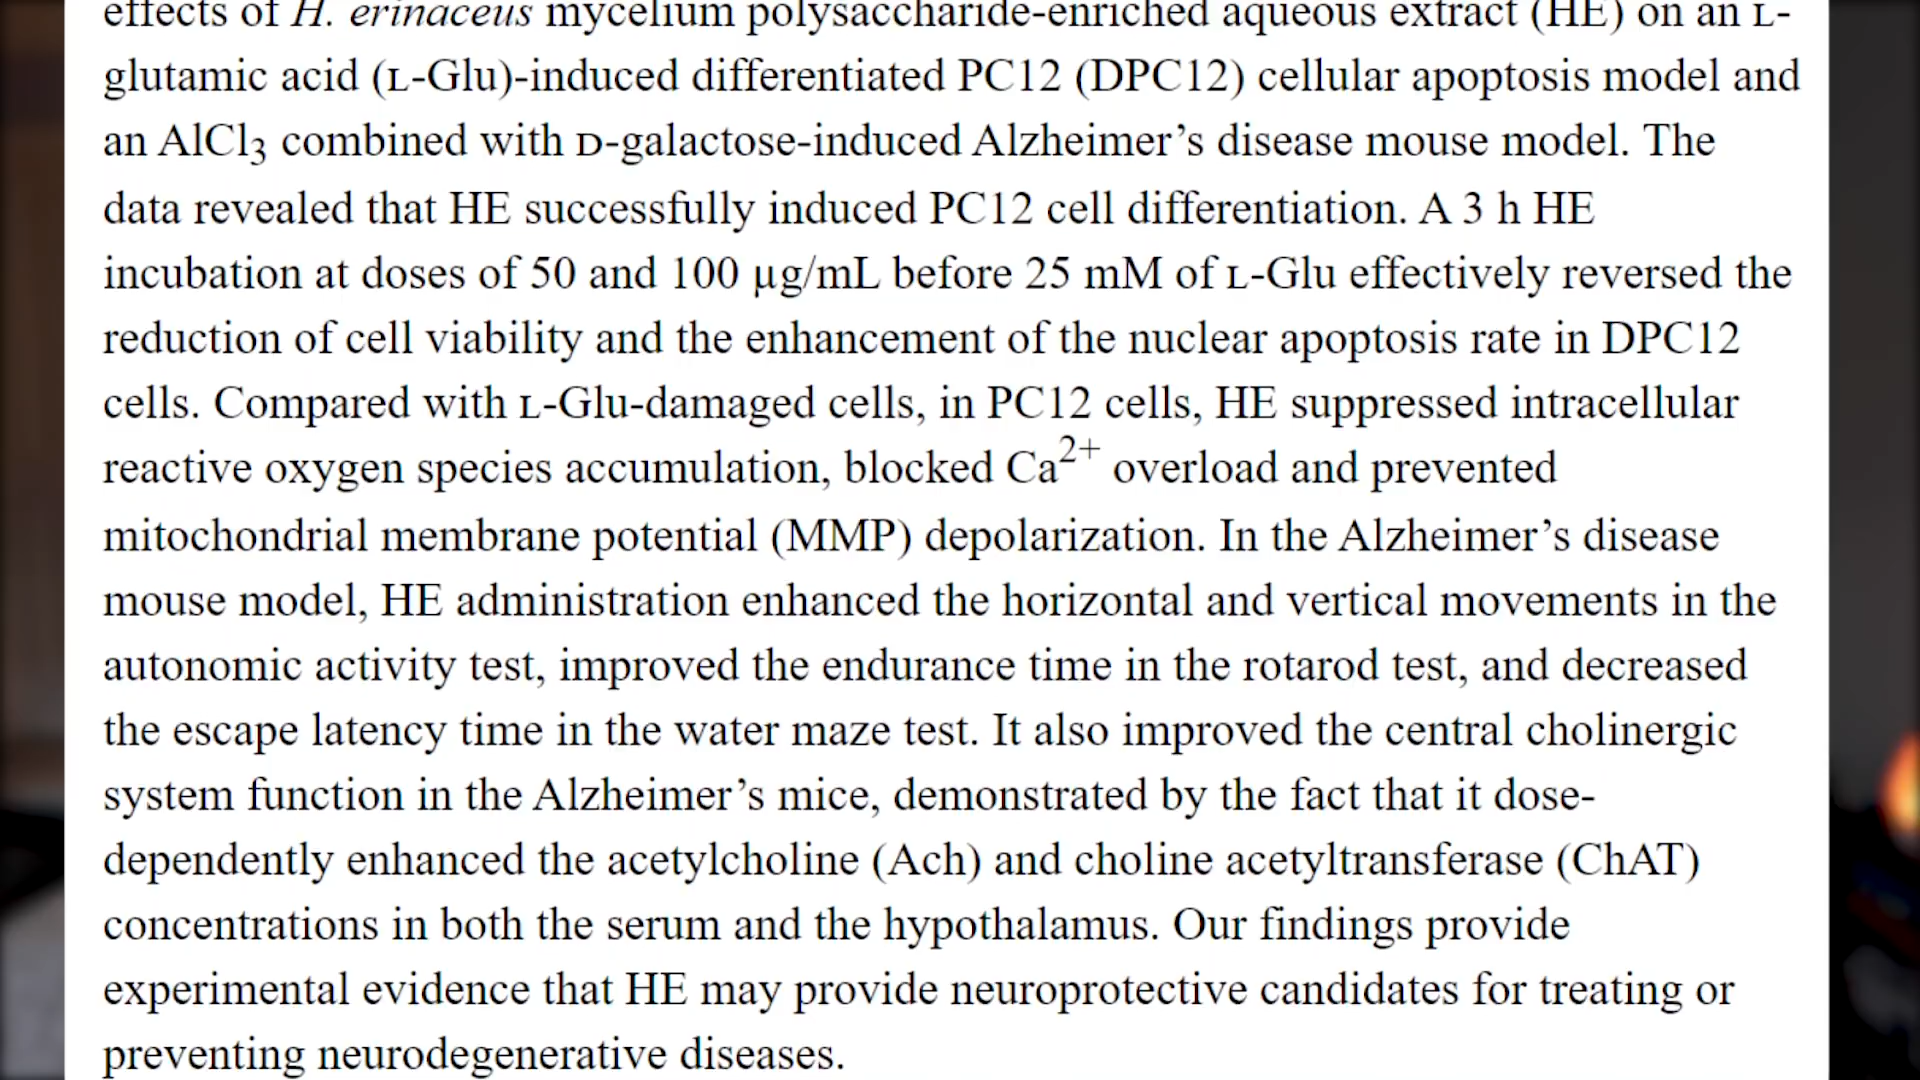 effects of H. erinaceus mycelium polysaccharide-enriched aqueous extract (HE) on an L-
glutamic acid (L-Glu)-induced differentiated PC12 (DPC12) cellular apoptosis model and
an AlCl3 combined with D-galactose-induced Alzheimer’s disease mouse model. The
data revealed that HE successfully induced PC12 cell differentiation. A 3 h HE
incubation at doses of 50 and 100 µg/mL before 25 mM of L-Glu effectively reversed the
reduction of cell viability and the enhancement of the nuclear apoptosis rate in DPC12
cells. Compared with L-Glu-damaged cells, in PC12 cells, HE suppressed intracellular
reactive oxygen species accumulation, blocked Ca2+ overload and prevented
mitochondrial membrane potential (MMP) depolarization. In the Alzheimer’s disease
mouse model, HE administration enhanced the horizontal and vertical movements in the
autonomic activity test, improved the endurance time in the rotarod test, and decreased
the escape latency time in the water maze test. It also improved the central cholinergic
system function in the Alzheimer’s mice, demonstrated by the fact that it dose-
dependently enhanced the acetylcholine (Ach) and choline acetyltransferase (ChAT)
concentrations in both the serum and the hypothalamus. Our findings provide
experimental evidence that HE may provide neuroprotective candidates for treating or
preventing neurodegenerative diseases.